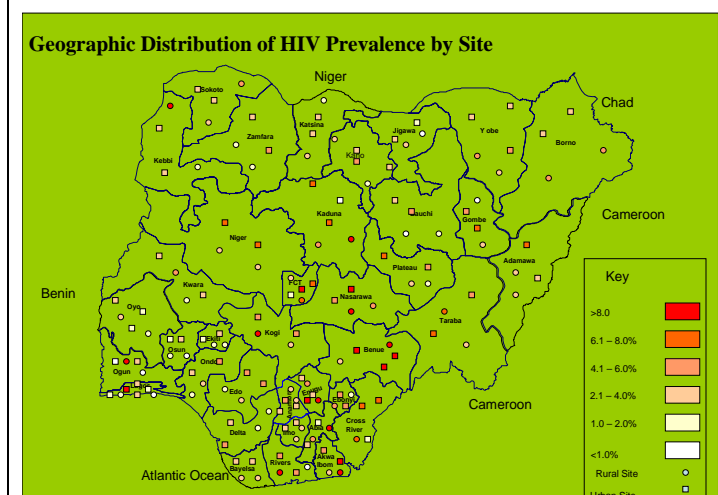 Geographic Distribution of HIV Prevalence by Site
Niger
Chad
Sokoto
Katsina
Jigawa
Y obe
Borno
Zamfara
Kano
Kebbi
Kaduna
Gombe
Cameroon
Adamawa
Niger
Plateau
Benin
Kwara
FCT
Nasarawa
Taraba
Oyo
Kogi
Ekiti
Osun
Ondo
Benue
Ogun
Edo
Enugu
Ebonyi
Cameroon
Delta
Imo
Abia
Cross
River
Bayelsa
Rivers
Akwa
Ibom
Atlantic Ocean
Key
>8.0
6.1 – 8.0%
4.1 – 6.0%
2.1 – 4.0%
1.0 – 2.0%
<1.0%
Rural Site
Urban Site